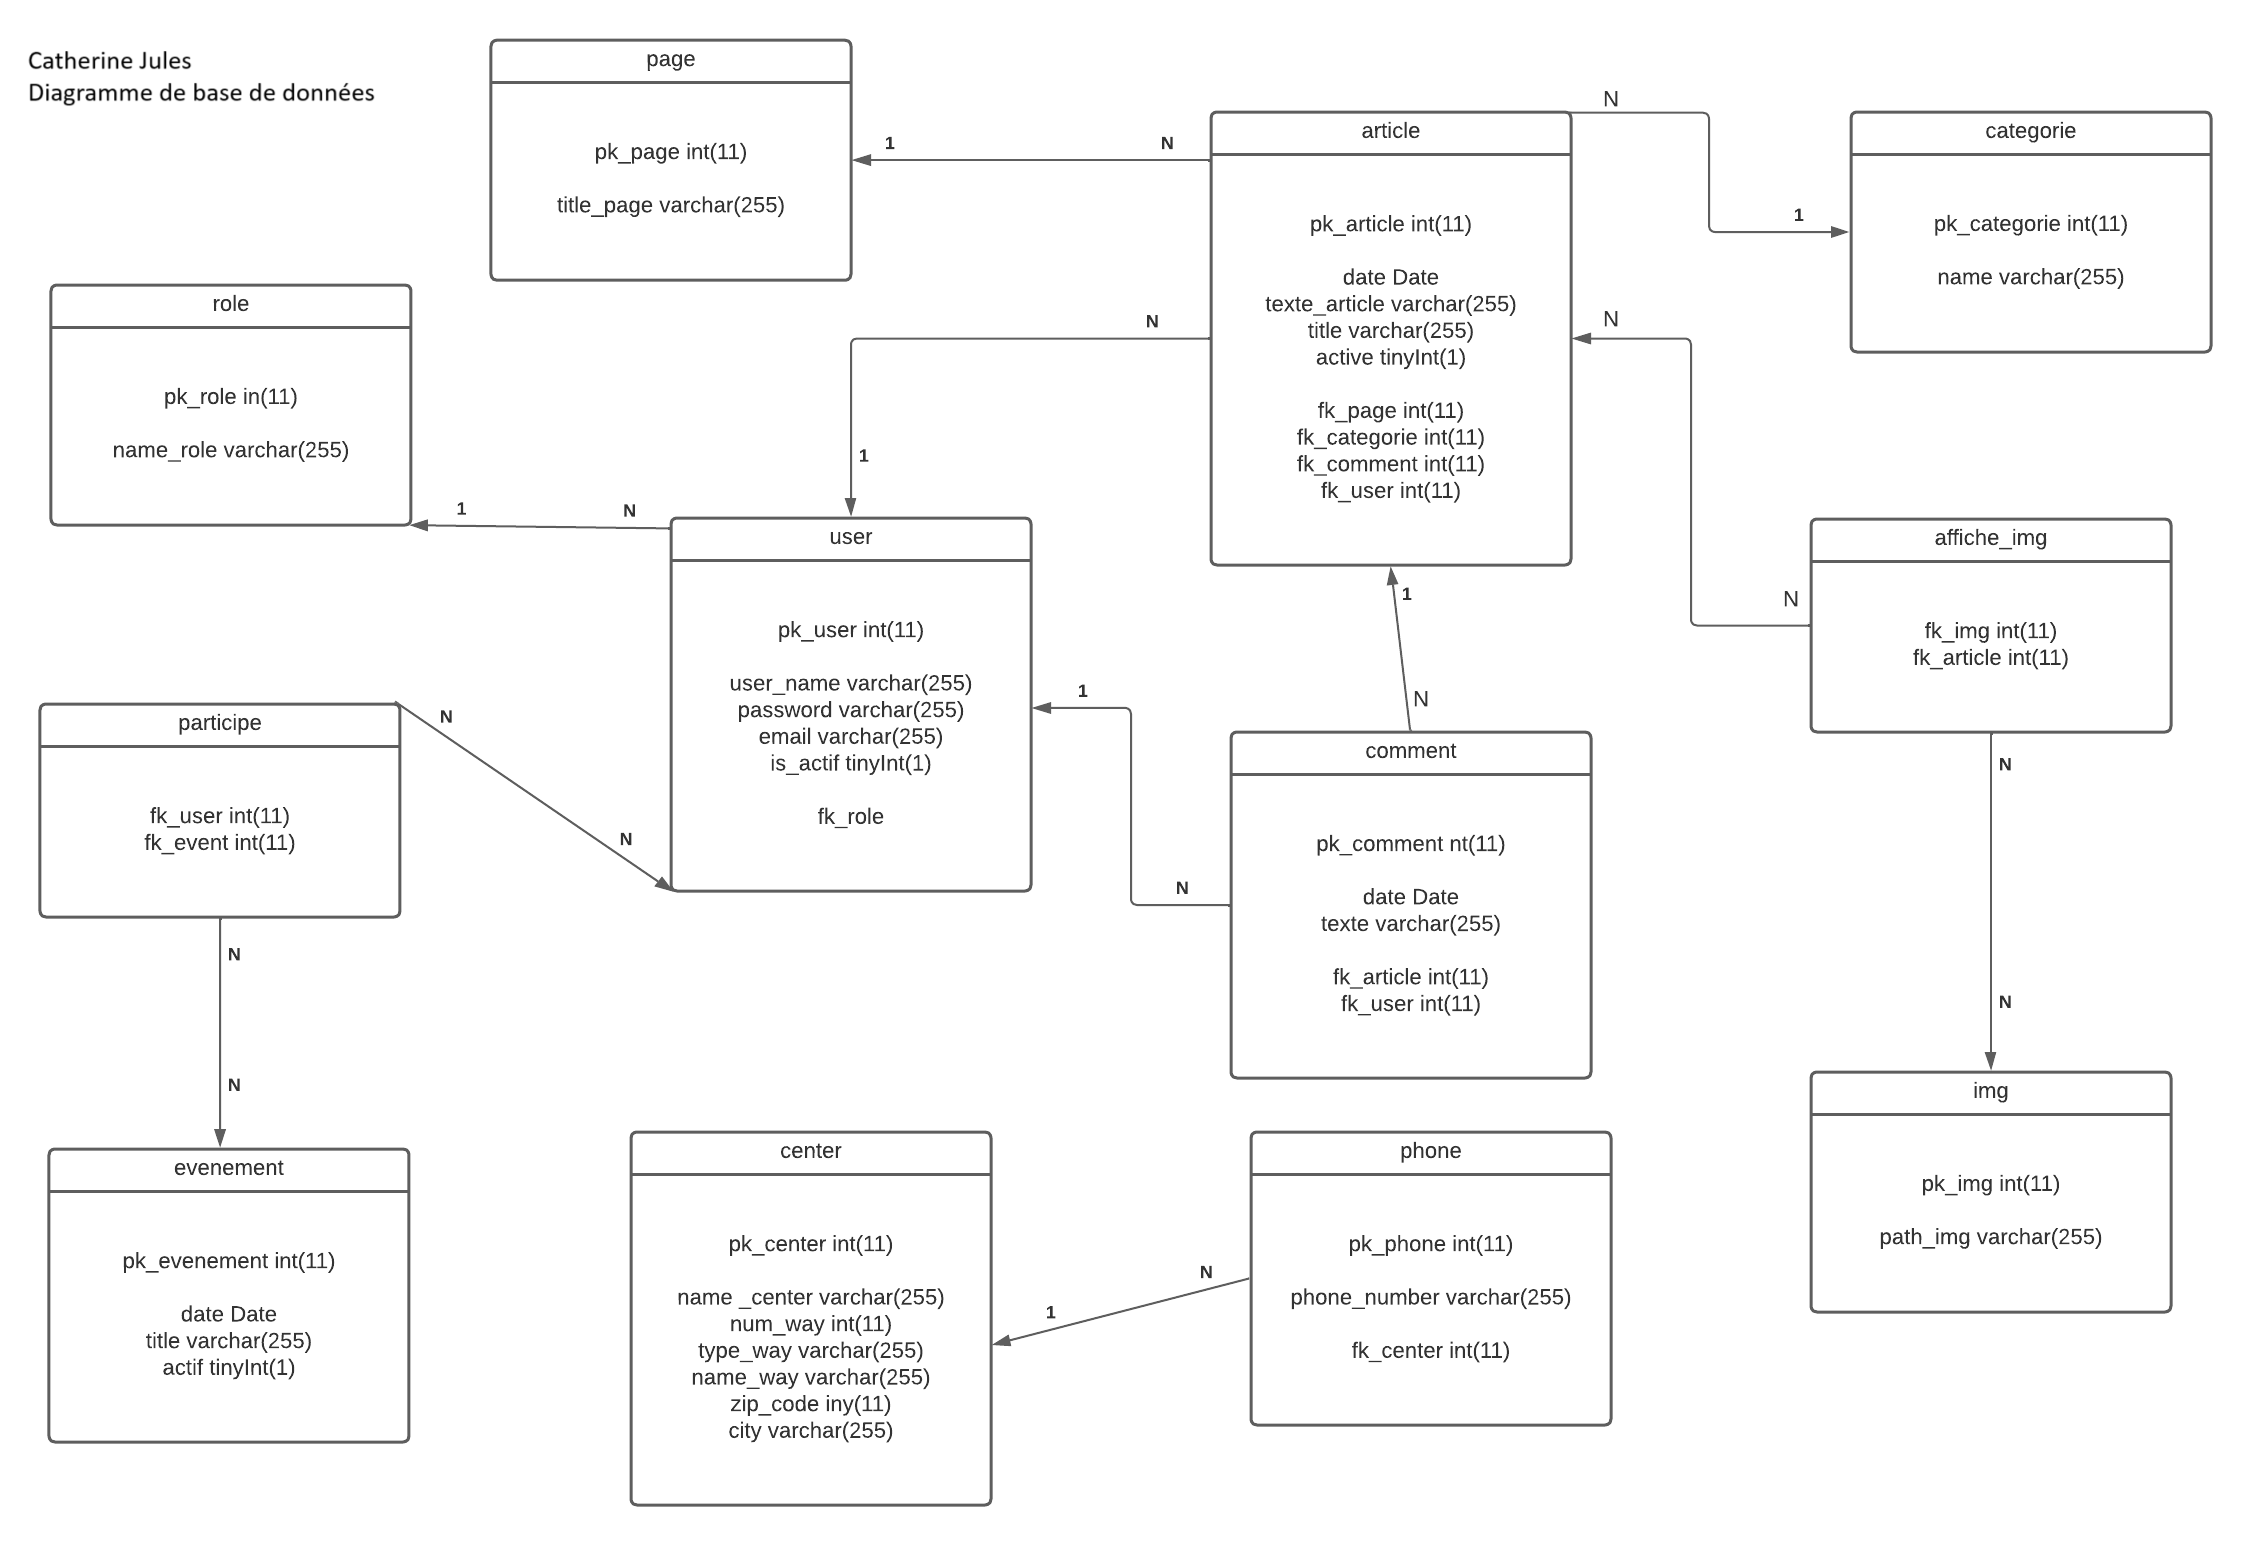 Catherine Jules
Diagramme de base de données
page
pk_page int(11)
title_page varchar(255)
1
N
article
pk_article int(11)
date Date
texte_article varchar(255)
title varchar(255)
active tinyInt(1)
fk_page int(11)
fk_categorie int(11)
fk_comment int(11)
fk_user int(11)
N
1
categorie
pk_categorie int(11)
name varchar(255)
role
pk_role in(11)
name_role varchar(255)
1
N
N
1
user
pk_user int(11)
user_name varchar(255)
password varchar(255)
email varchar(255)
is_actif tinyInt(1)
fk_role
N
N
affiche_img
fk_img int(11)
fk_article int(11)
1
N
1
N
comment
pk_comment nt(11)
date Date
texte varchar(255)
fk_article int(11)
fk_user int(11)
participe
fk_user int(11)
fk_event int(11)
N
N
N
N
evenement
pk_evenement int(11)
date Date
title varchar(255)
actif tinyInt(1)
center
pk_center int(11)
name _center varchar(255)
num_way int(11)
type_way varchar(255)
name_way varchar(255)
zip_code iny(11)
city varchar(255)
1
N
phone
pk_phone int(11)
phone_number varchar(255)
fk_center int(11)
N
N
img
pk_img int(11)
path_img varchar(255)